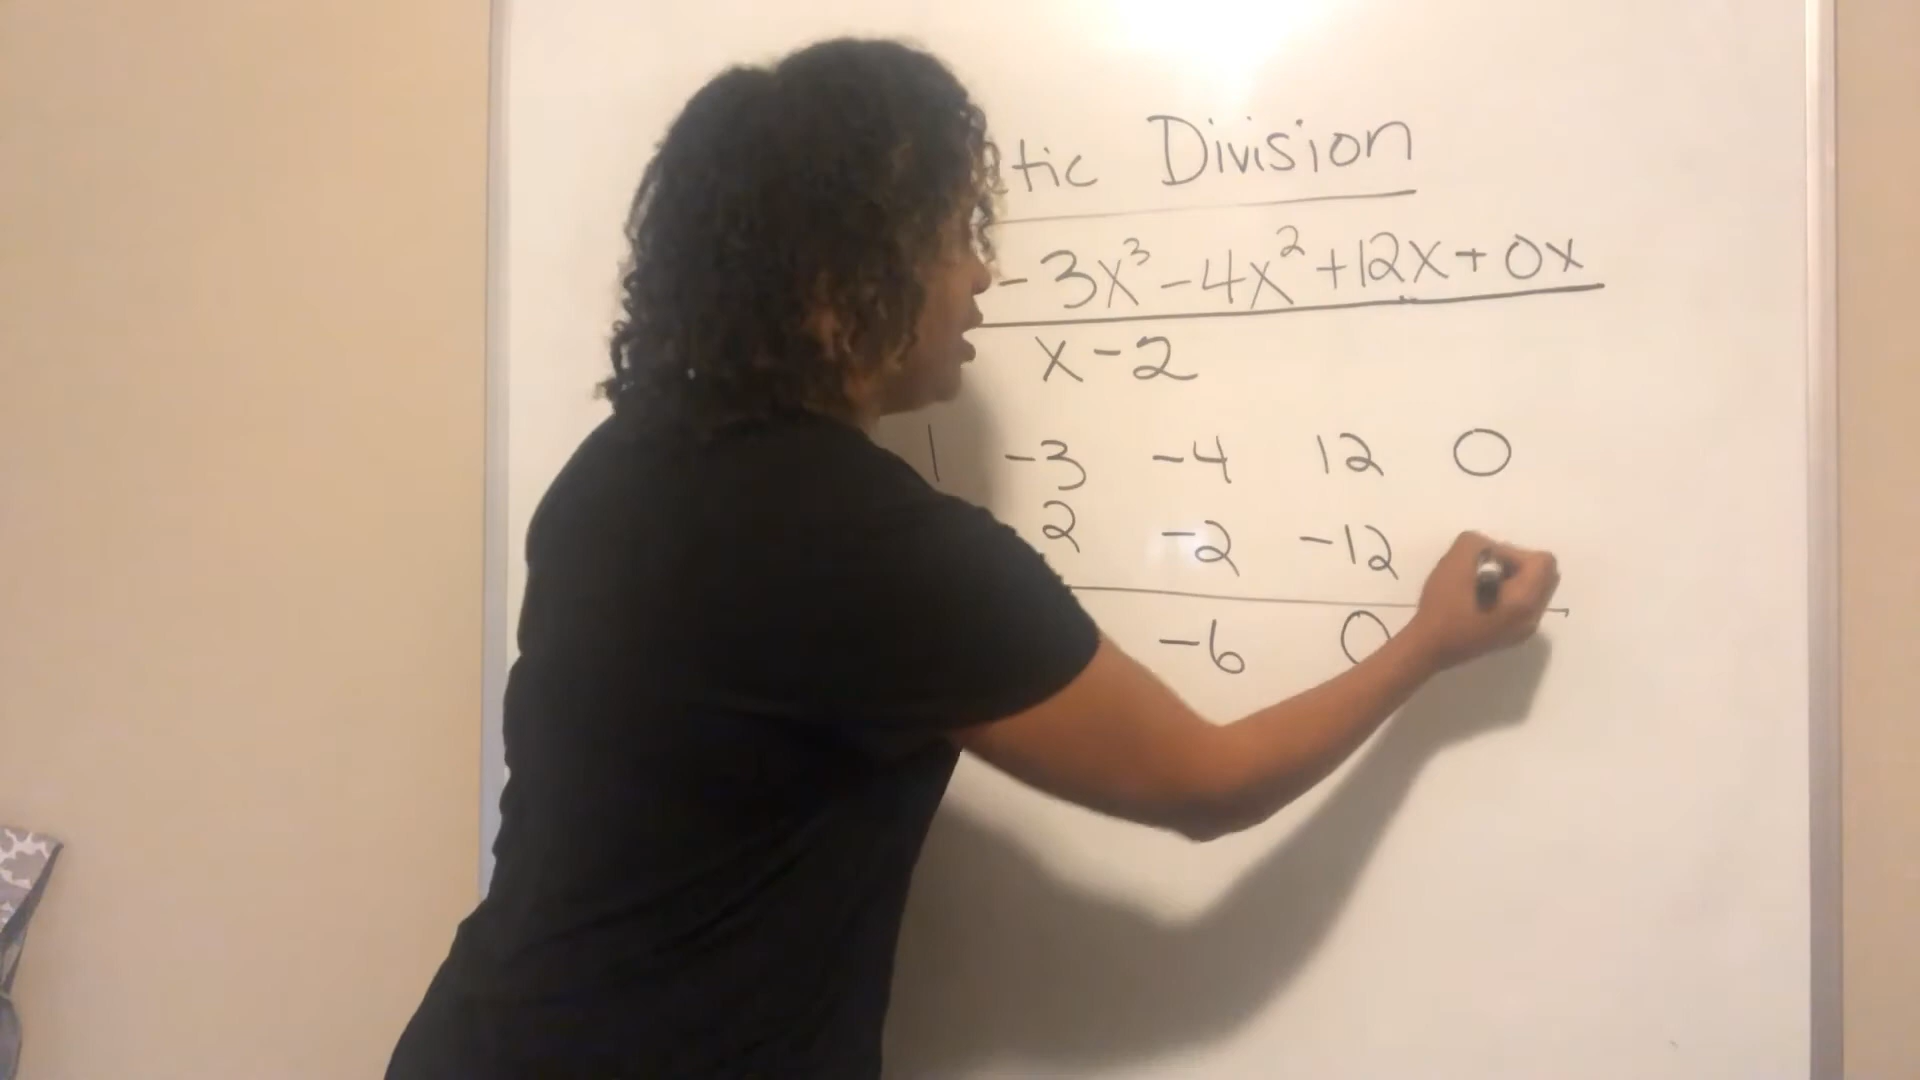 tic Division
- 3x³ - 4x² + 12x + 0x
x - 2
1 -3 -4 12 0
2 -2 -12
-6 0